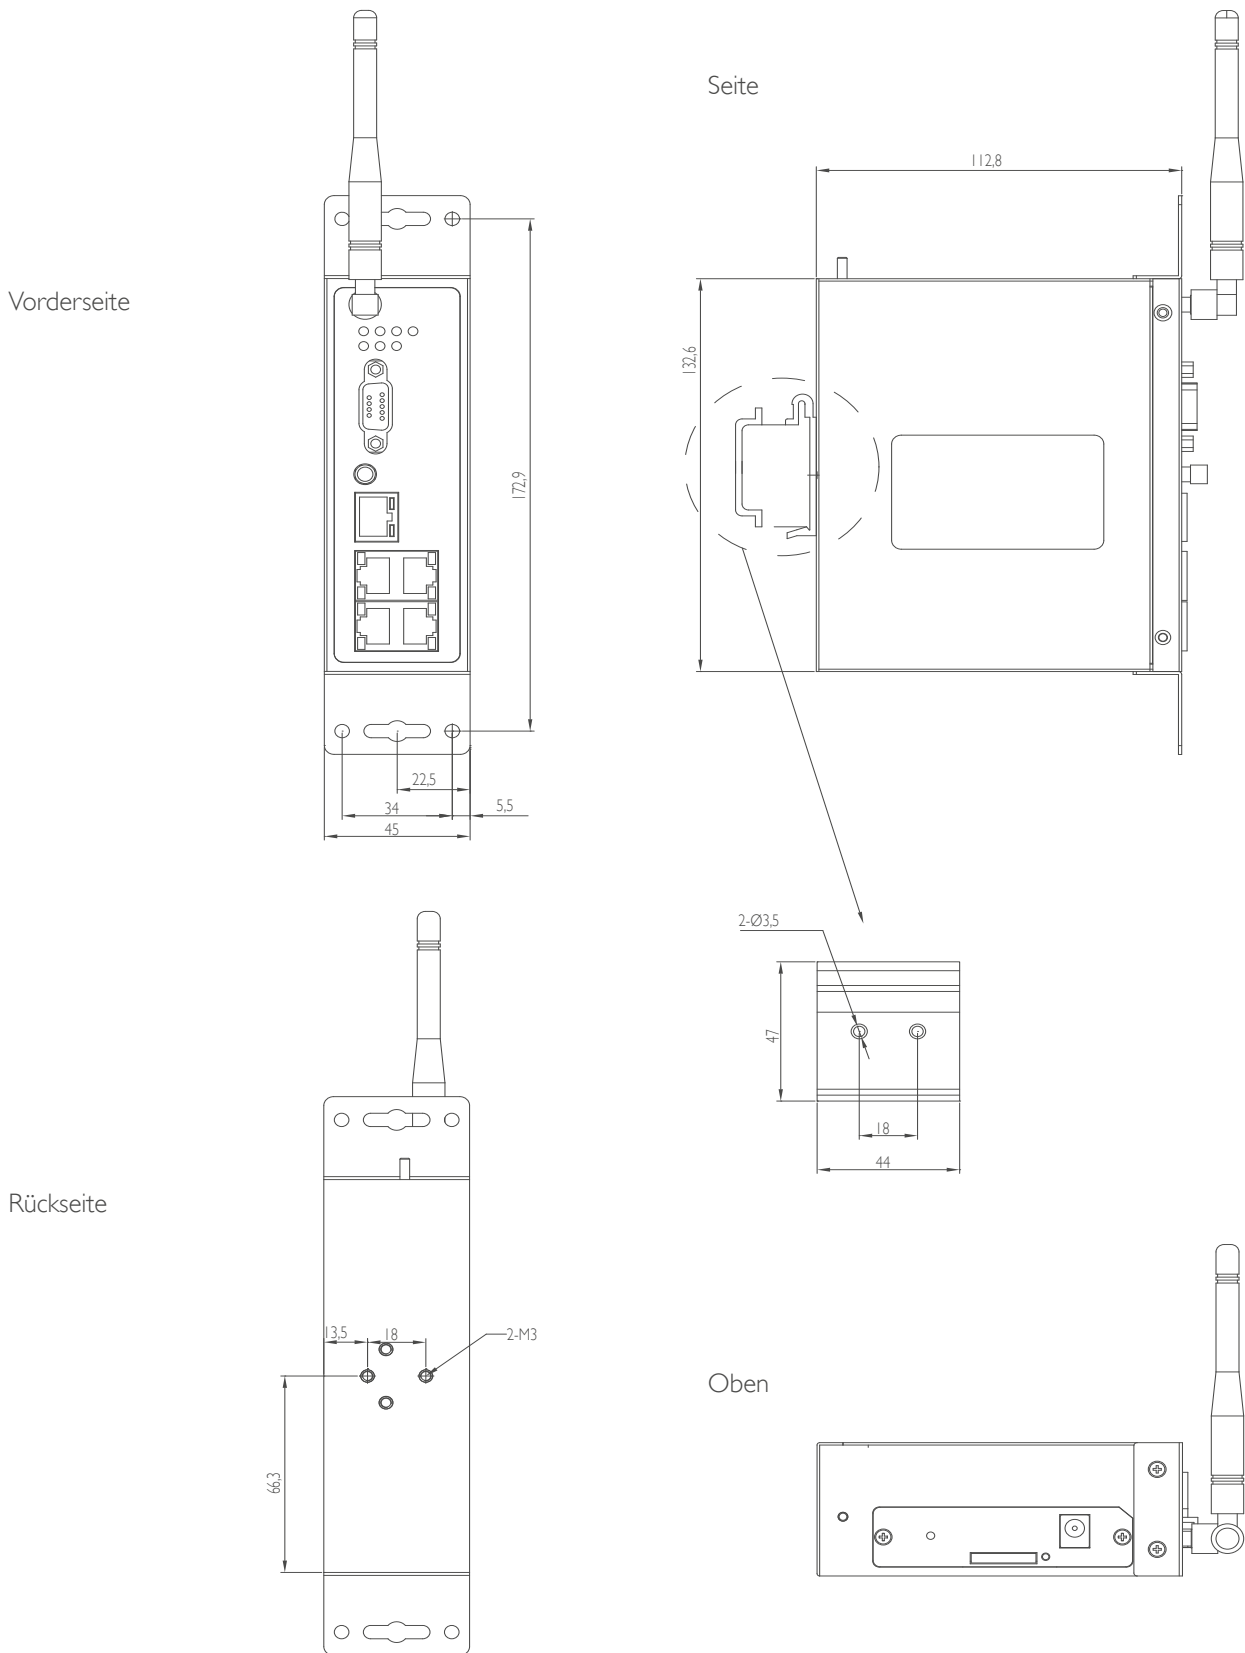 Seite
112,8
Vorderseite
132,6
172,9
22,5
34
5,5
45
2-Ø3,5
47
18
44
Rückseite
13,5
18
2-M3
66,3
Oben